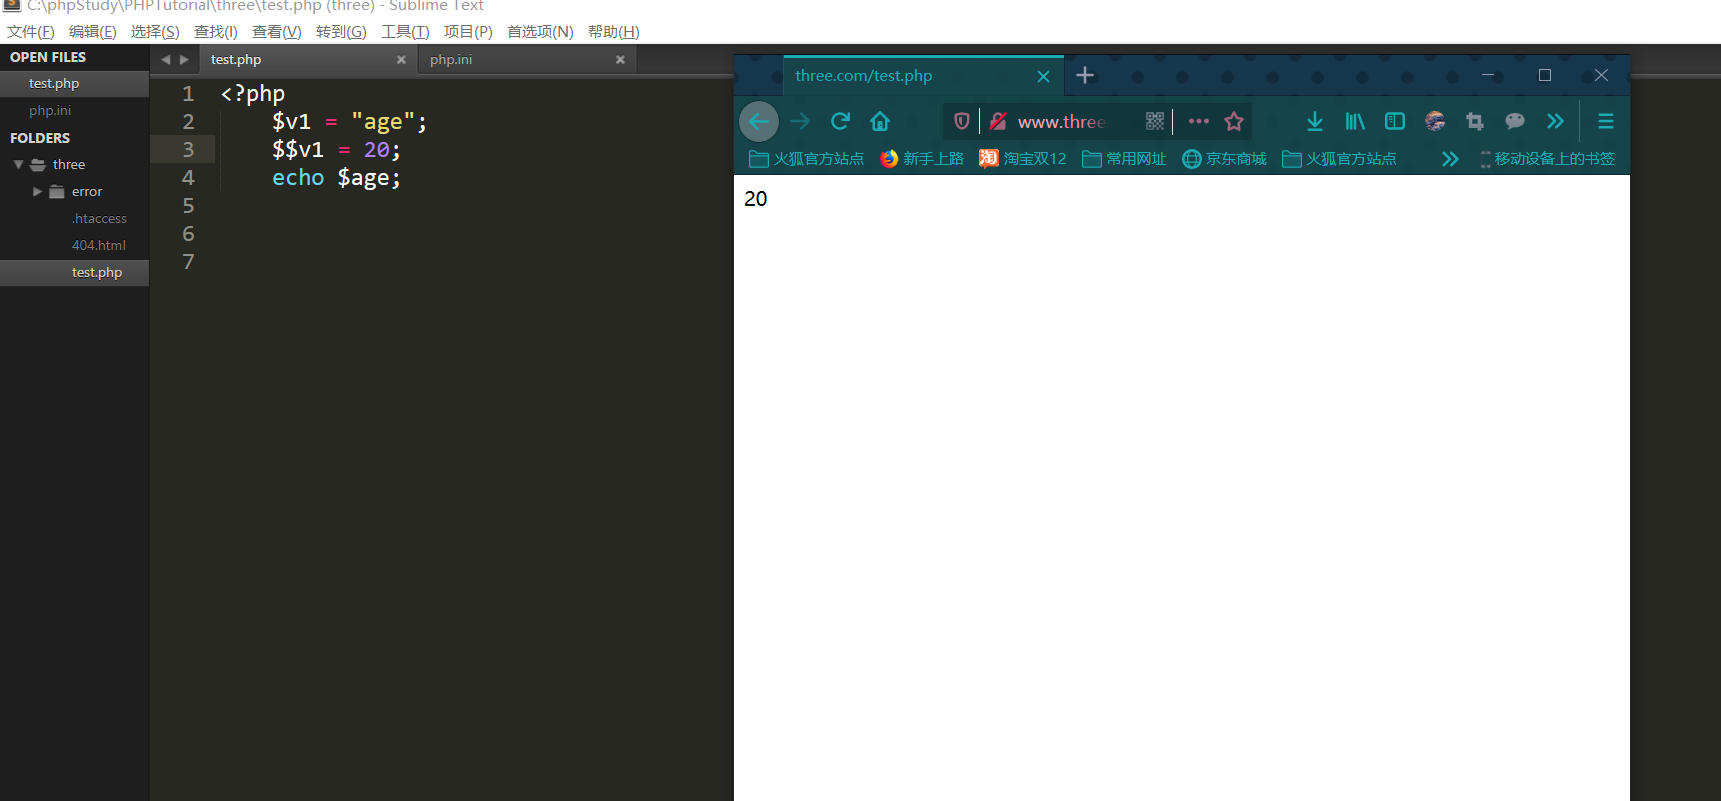 C:\phpStudy\PHPTutorial\three\test.php (three) - Sublime Text
文件(F) 编辑(E) 选择(S) 查找(I) 查看(V) 转到(G) 工具(T) 项目(P) 首选项(N) 帮助(H)
OPEN FILES
test.php
php.ini
FOLDERS
three
error
.htaccess
404.html
test.php
test.php php.ini
1 <?php
2 $v1 = "age";
3 $$v1 = 20;
4 echo $age;
5
6
7
three.com/test.php
www.three
火狐官方站点 新手上路 淘 淘宝双12 常用网址 京东商城 火狐官方站点 移动设备上的书签
20